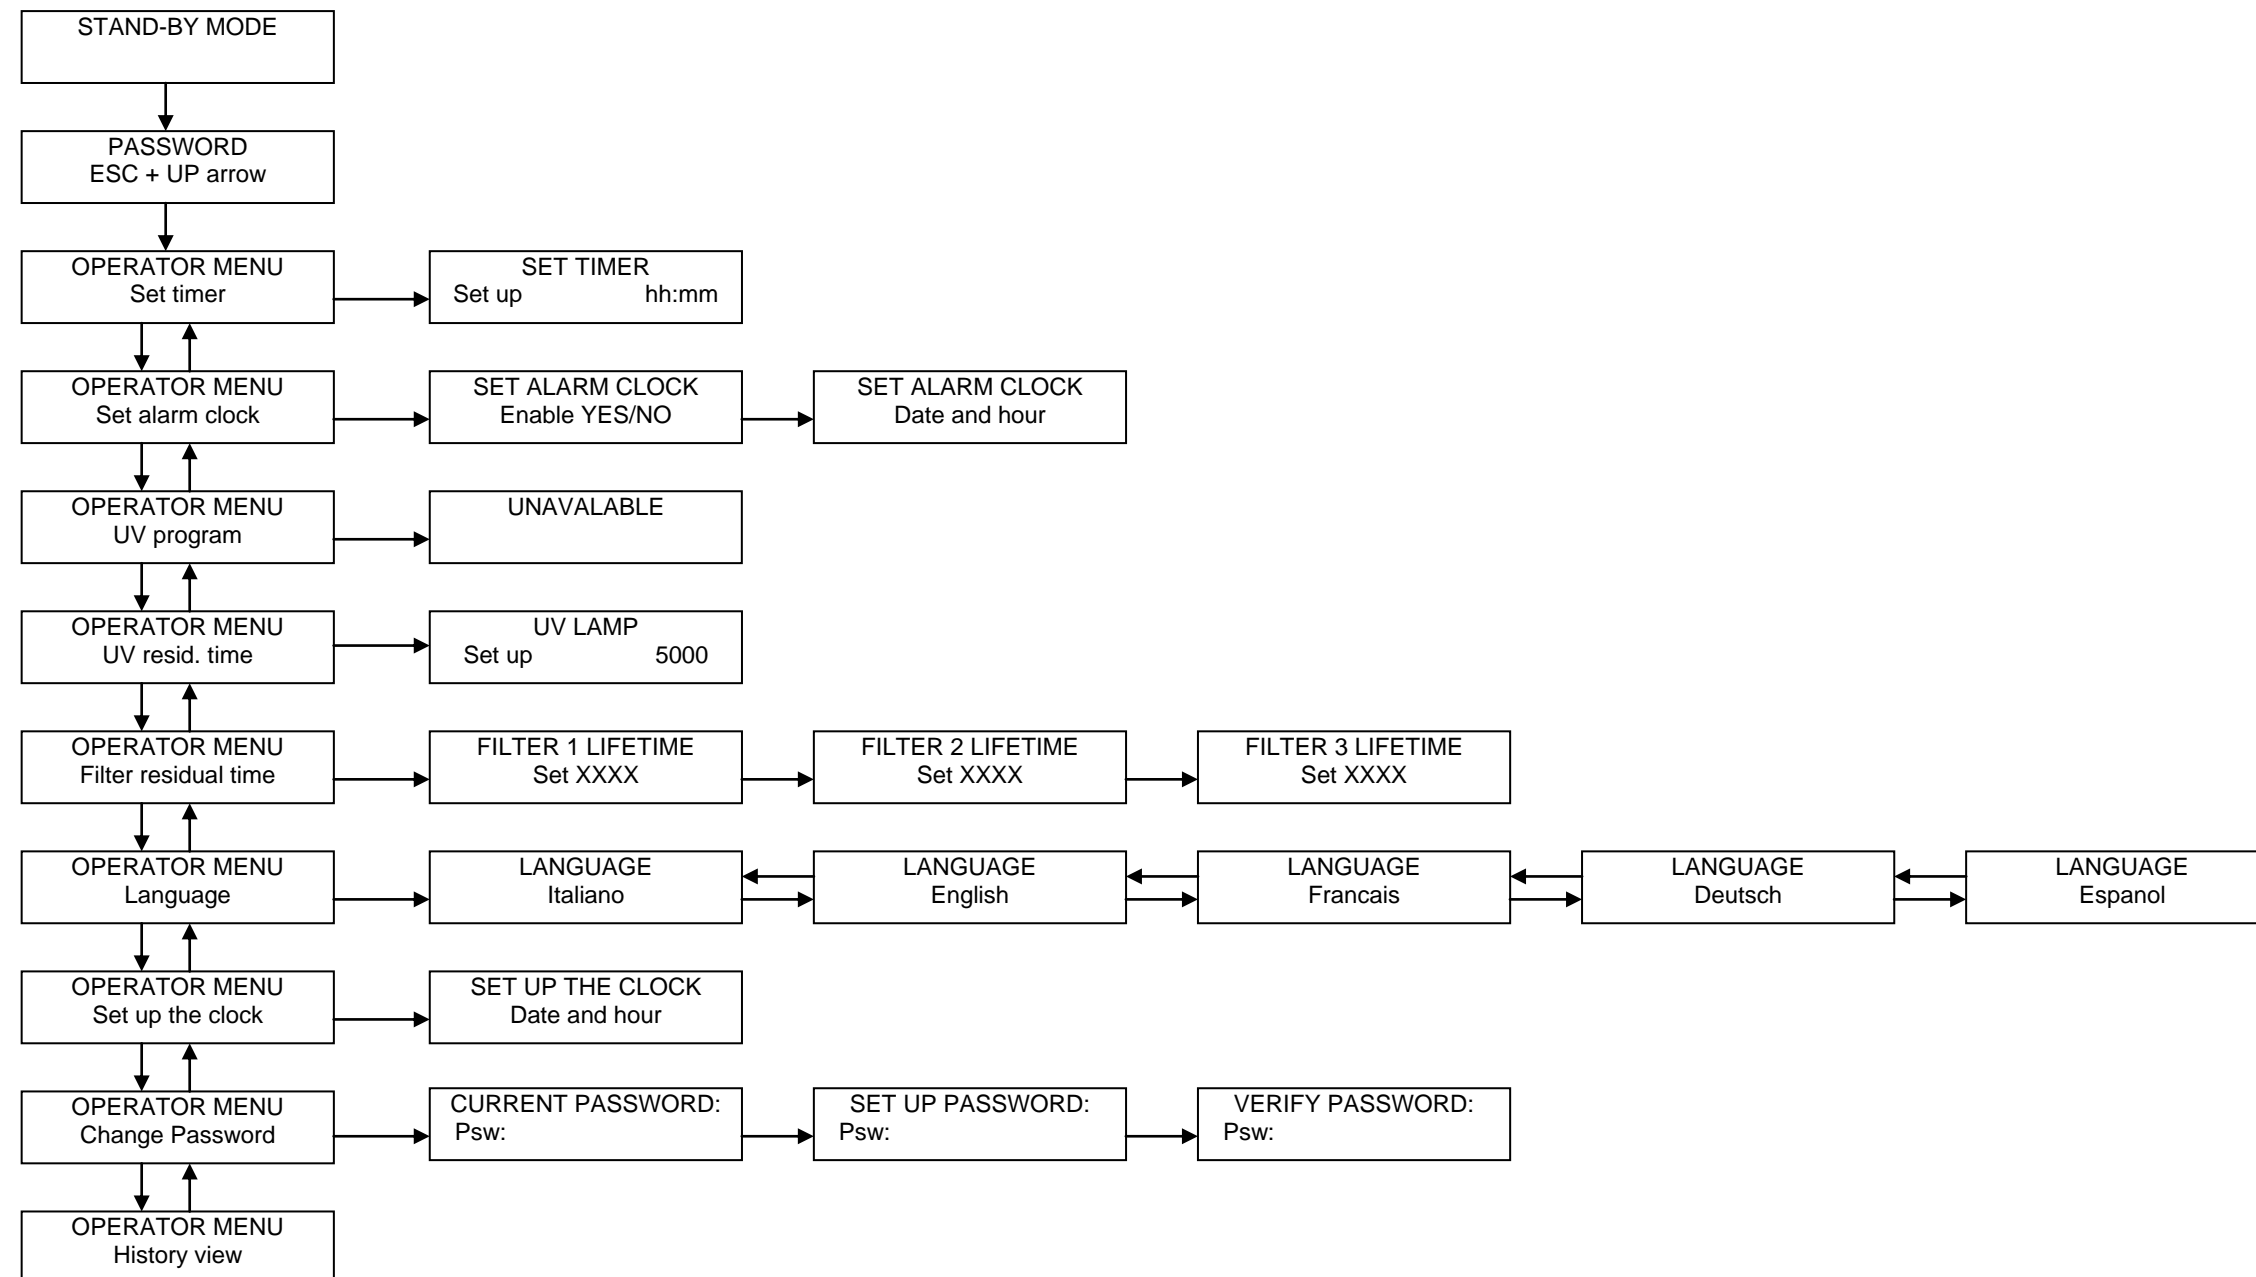 STAND-BY MODE
PASSWORD
ESC + UP arrow
OPERATOR MENU
Set timer
SET TIMER
Set up hh:mm
OPERATOR MENU
Set alarm clock
SET ALARM CLOCK
Enable YES/NO
SET ALARM CLOCK
Date and hour
OPERATOR MENU
UV program
UNAVALABLE
OPERATOR MENU
UV resid. time
UV LAMP
Set up 5000
OPERATOR MENU
Filter residual time
FILTER 1 LIFETIME
Set XXXX
FILTER 2 LIFETIME
Set XXXX
FILTER 3 LIFETIME
Set XXXX
OPERATOR MENU
Language
LANGUAGE
Italiano
LANGUAGE
English
LANGUAGE
Francais
LANGUAGE
Deutsch
LANGUAGE
Espanol
OPERATOR MENU
Set up the clock
SET UP THE CLOCK
Date and hour
OPERATOR MENU
Change Password
CURRENT PASSWORD:
Psw:
SET UP PASSWORD:
Psw:
VERIFY PASSWORD:
Psw:
OPERATOR MENU
History view